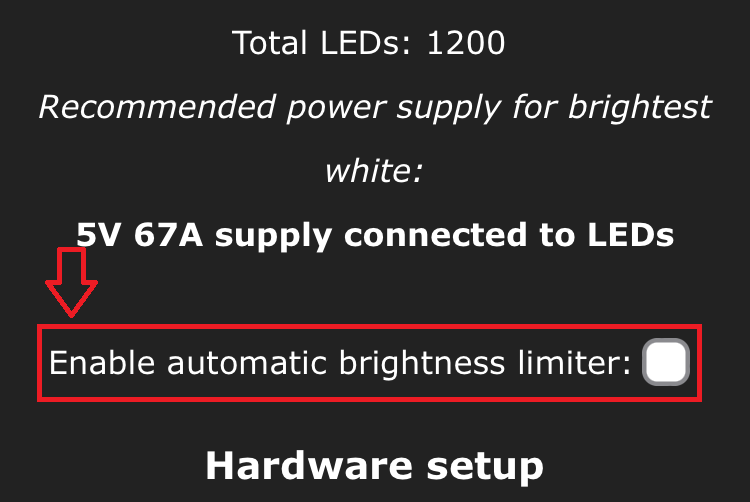 Total LEDs: 1200
Recommended power supply for brightest
white:
5V 67A supply connected to LEDs
Enable automatic brightness limiter:
Hardware setup